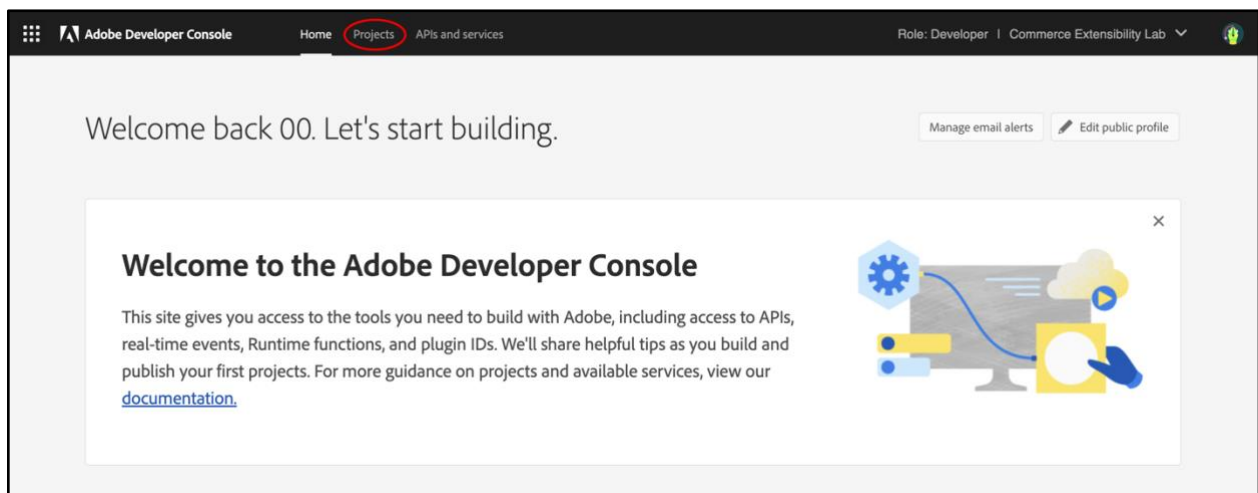 Adobe Developer Console Home Projects APIs and services Role: Developer | Commerce Extensibility Lab
Welcome back 00. Let's start building.
Manage email alerts Edit public profile
Welcome to the Adobe Developer Console
This site gives you access to the tools you need to build with Adobe, including access to APIs,
real-time events, Runtime functions, and plugin IDs. We'll share helpful tips as you build and
publish your first projects. For more guidance on projects and available services, view our
documentation.